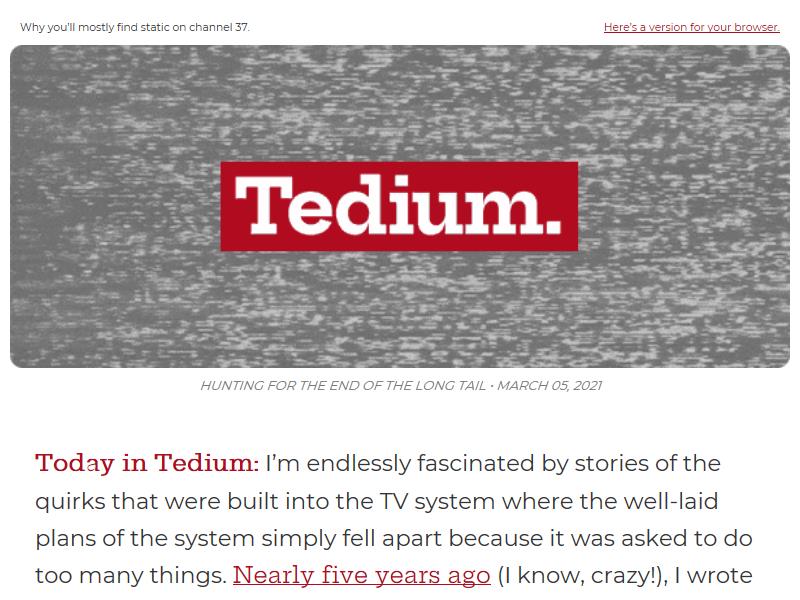 Why you'll mostly find static on channel 37.
Here's a version for your browser.
Tedium.
HUNTING FOR THE END OF THE LONG TAIL • MARCH 05, 2021
Today in Tedium: I'm endlessly fascinated by stories of the
quirks that were built into the TV system where the well-laid
plans of the system simply fell apart because it was asked to do
too many things. Nearly five years ago (I know, crazy!), I wrote